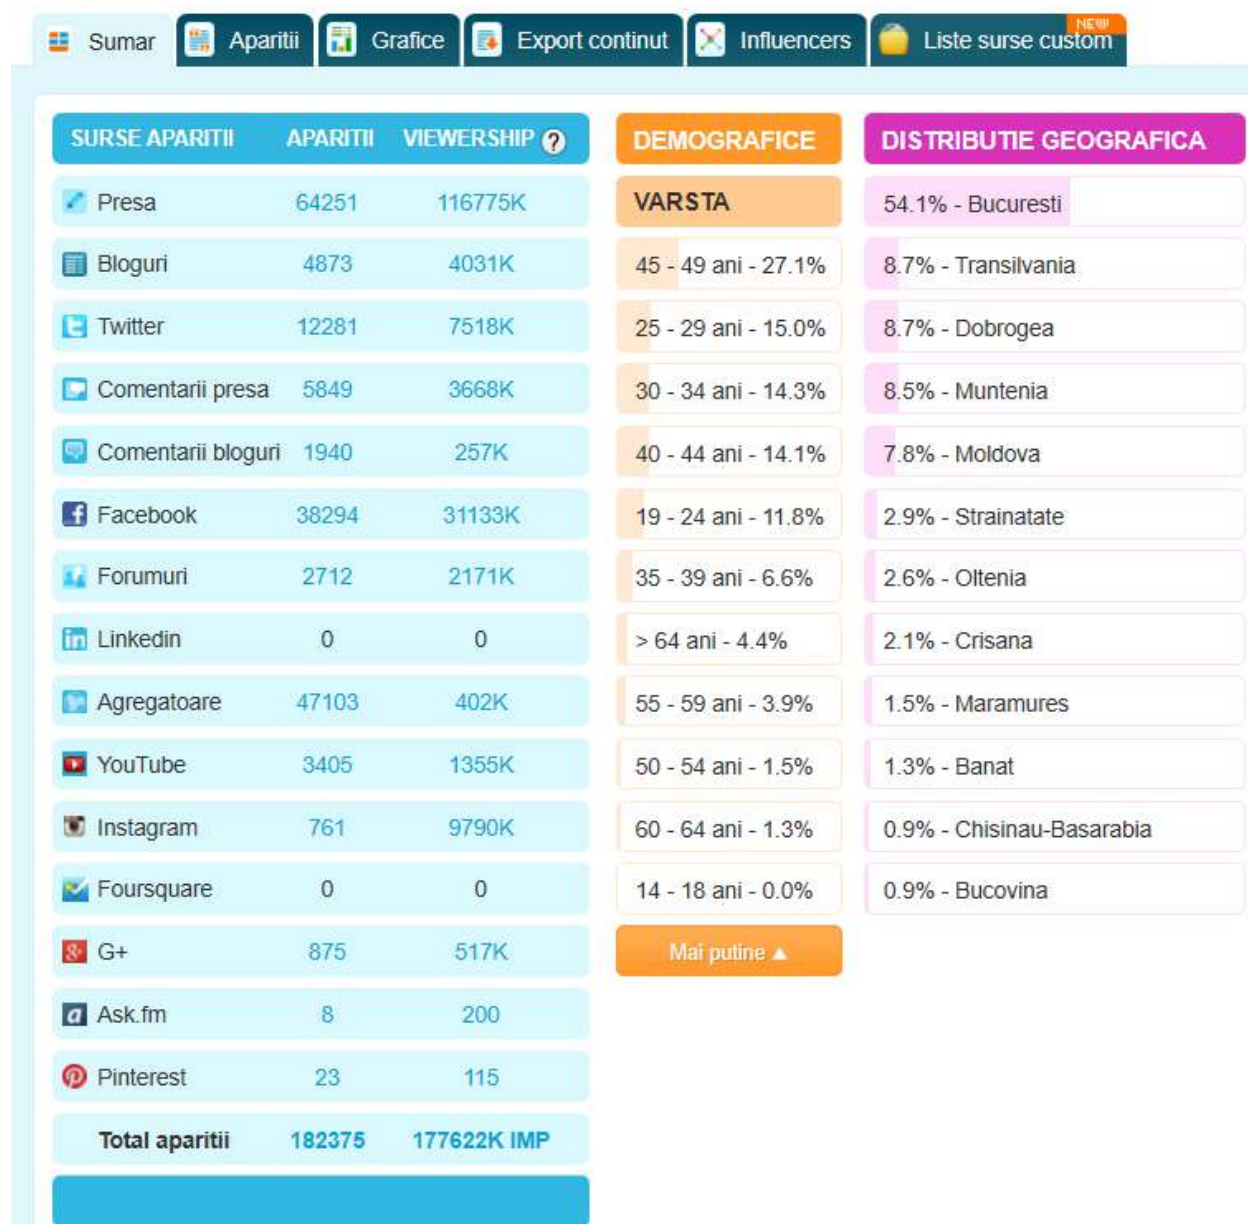 Sumar Aparitii Grafice Export continut Influencers Liste surse custom NEW
SURSE APARITII APARITII VIEWERSHIP ?
Presa 64251 116775K
Bloguri 4873 4031K
Twitter 12281 7518K
Comentarii presa 5849 3668K
Comentarii bloguri 1940 257K
Facebook 38294 31133K
Forumuri 2712 2171K
Linkedin 0 0
Agregatoare 47103 402K
YouTube 3405 1355K
Instagram 761 9790K
Foursquare 0 0
G+ 875 517K
Ask.fm 8 200
Pinterest 23 115
Total aparitii 182375 177622K IMP
DEMOGRAFICE
VARSTA
45 - 49 ani - 27.1%
25 - 29 ani - 15.0%
30 - 34 ani - 14.3%
40 - 44 ani - 14.1%
19 - 24 ani - 11.8%
35 - 39 ani - 6.6%
> 64 ani - 4.4%
55 - 59 ani - 3.9%
50 - 54 ani - 1.5%
60 - 64 ani - 1.3%
14 - 18 ani - 0.0%
Mai putine ▲
DISTRIBUTIE GEOGRAFICA
54.1% - Bucuresti
8.7% - Transilvania
8.7% - Dobrogea
8.5% - Muntenia
7.8% - Moldova
2.9% - Strainatate
2.6% - Oltenia
2.1% - Crisana
1.5% - Maramures
1.3% - Banat
0.9% - Chisinau-Basarabia
0.9% - Bucovina